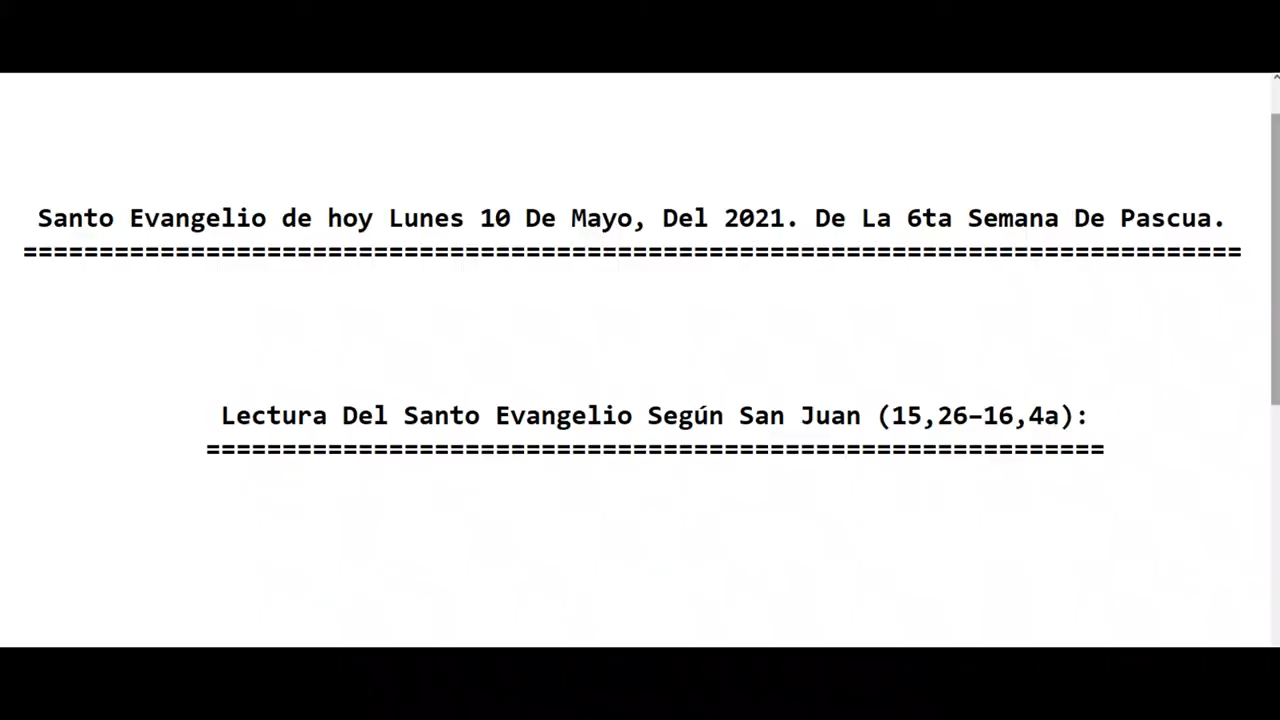 Santo Evangelio de hoy Lunes 10 De Mayo, Del 2021. De La 6ta Semana De Pascua.
================================================================================
Lectura Del Santo Evangelio Según San Juan (15,26–16,4a):
===========================================================